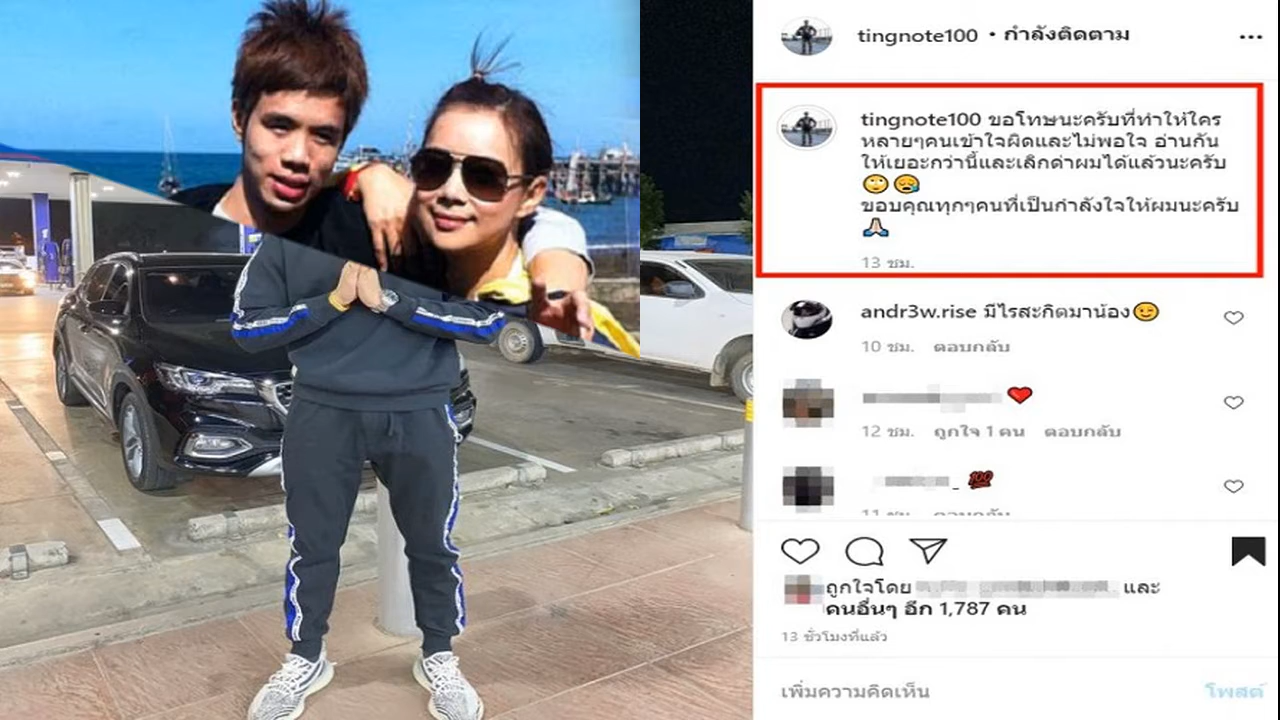 tingnote100 • กำลังติดตาม
tingnote100 ขอโทษนะครับที่ทำให้ใคร
หลายๆคนเข้าใจผิดและไม่พอใจ อ่านกัน
ให้เยอะกว่านี้และเลิกด่าผมได้แล้วนะครับ
🙄😪
ขอบคุณทุกๆคนที่เป็นกำลังใจให้ผมนะครับ
🙏🏻
13 ชม.
andr3w.rise มีไรสะกิดมาน้อง😉
10 ชม. ตอบกลับ
❤️
12 ชม. ถูกใจ 1 คน ตอบกลับ
_ 💯
11 ชม. ตอบกลับ
ถูกใจโดย และ
คนอื่นๆ อีก 1,787 คน
13 ชั่วโมงที่แล้ว
เพิ่มความคิดเห็น
โพสต์